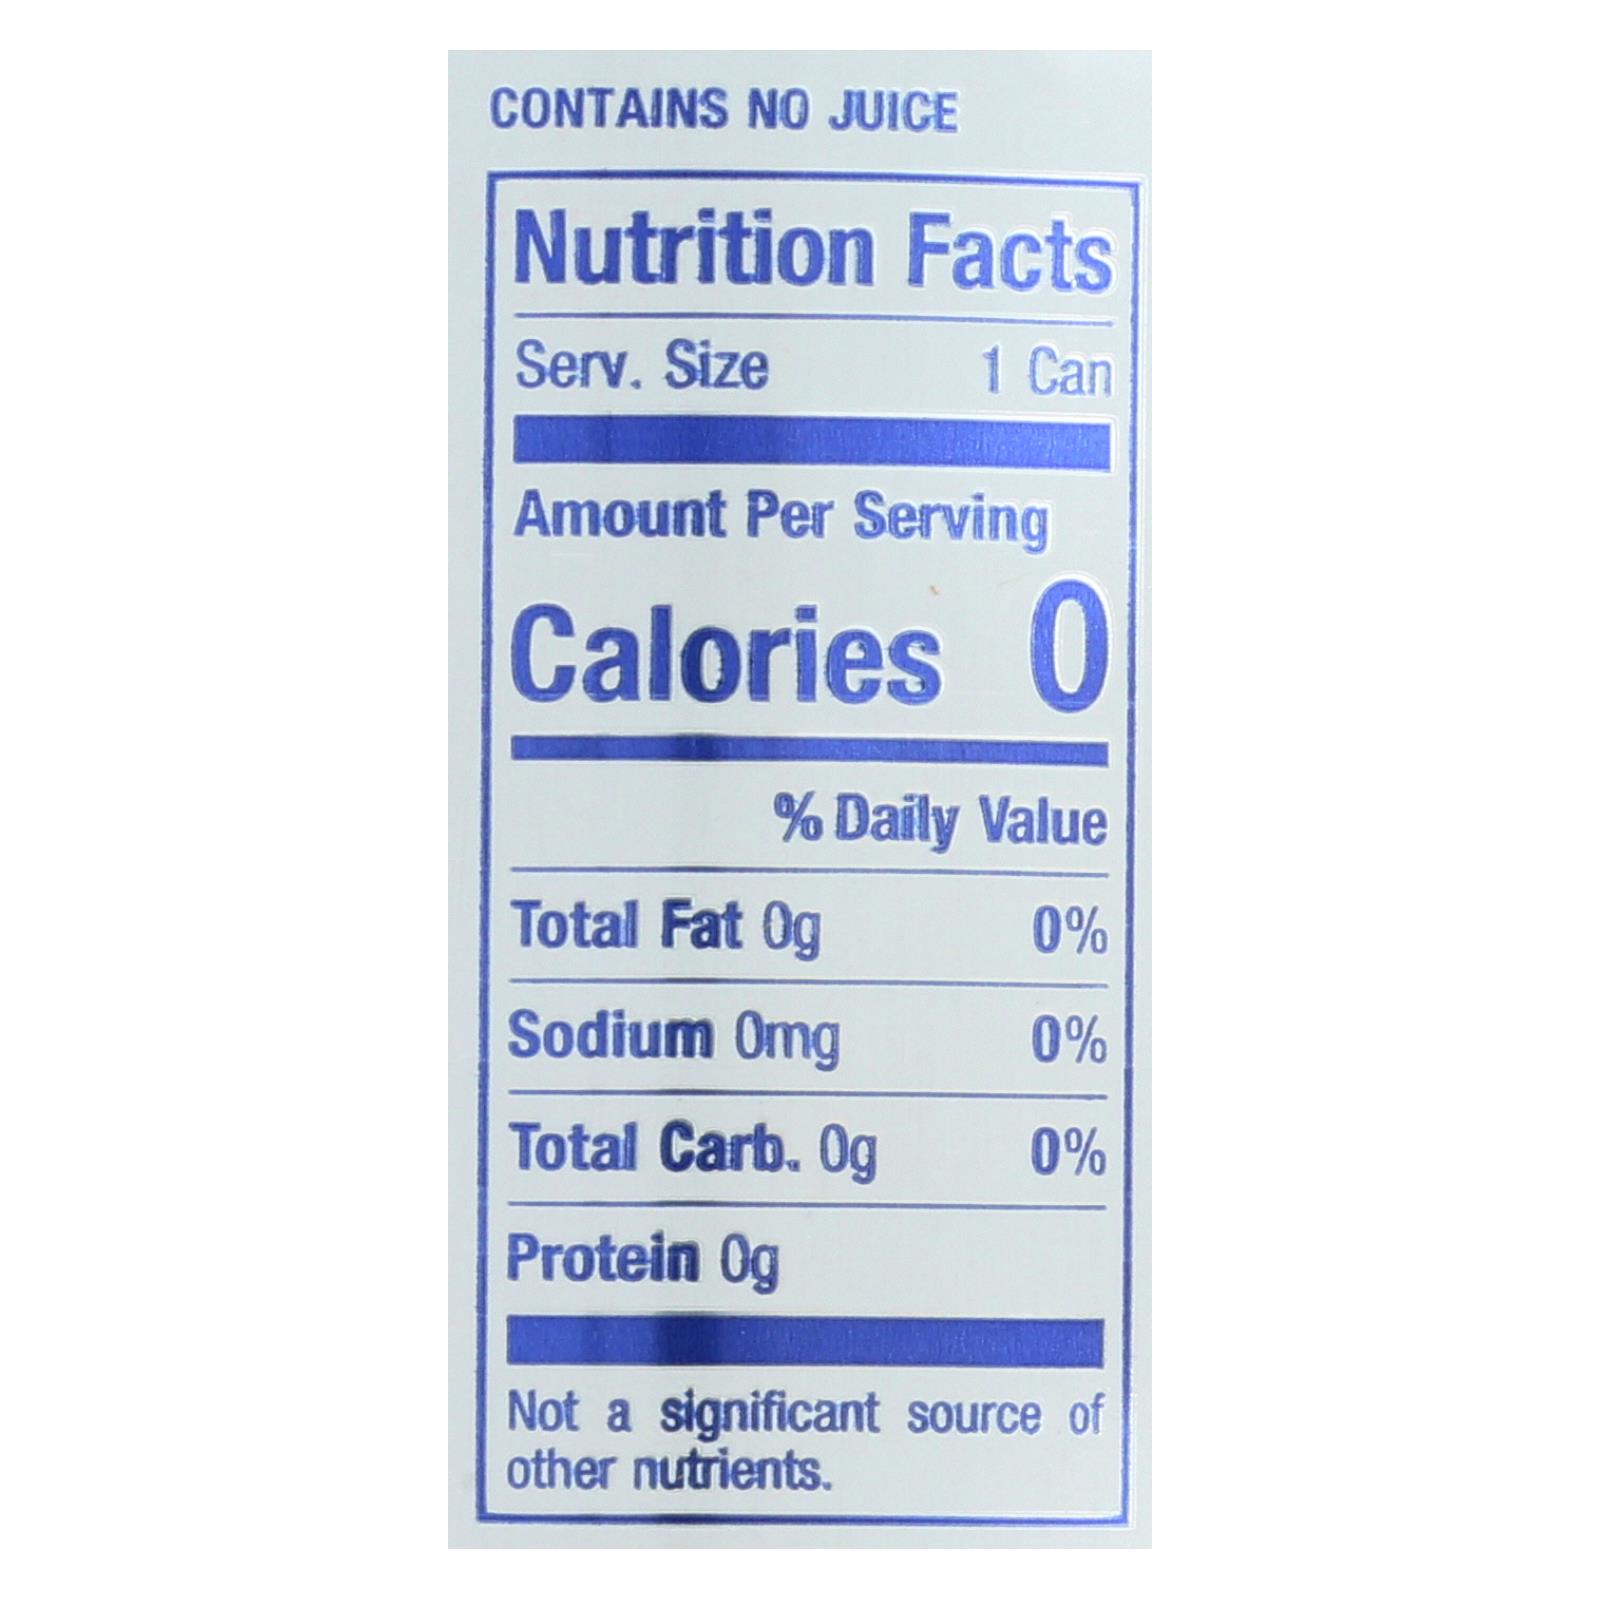 CONTAINS NO JUICE
Nutrition Facts
Serv. Size 1 Can
Amount Per Serving
Calories 0
% Daily Value
Total Fat 0g 0%
Sodium 0mg 0%
Total Carb. 0g 0%
Protein 0g
Not a significant source of
other nutrients.